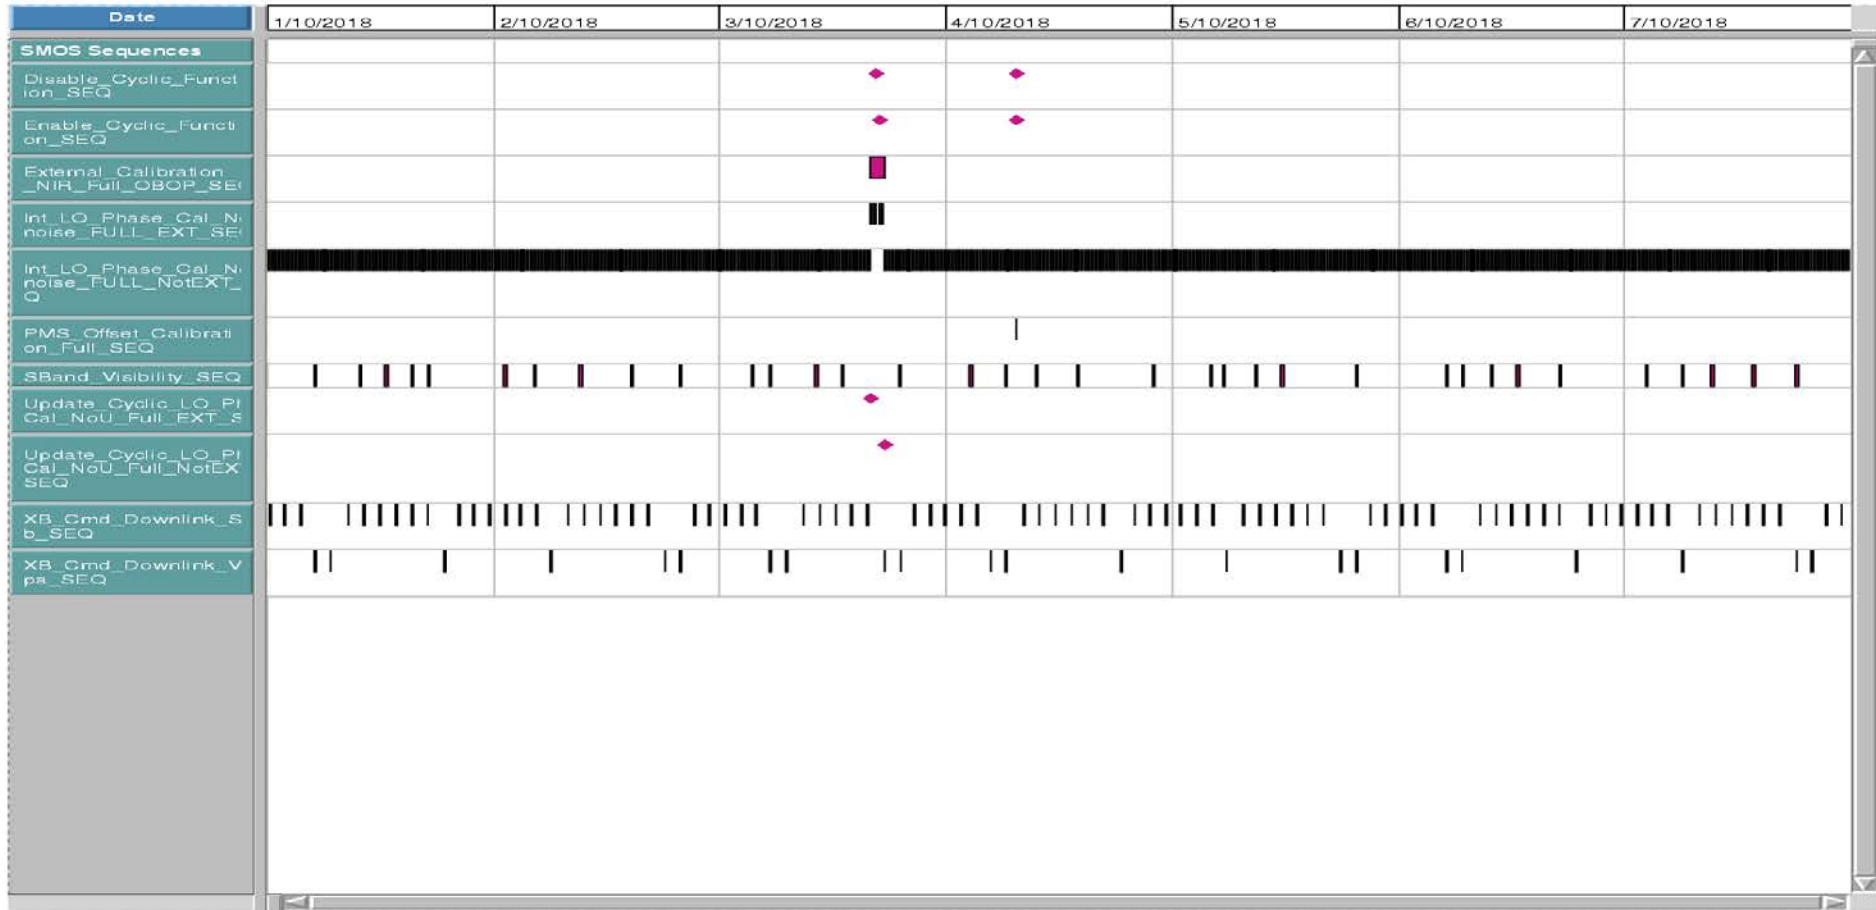 Date
1/10/2018 2/10/2018 3/10/2018 4/10/2018 5/10/2018 6/10/2018 7/10/2018
SMOS Sequences
Disable_Cyclic_Funct
ion_SEQ
Enable_Cyclic_Functi
on_SEQ
External_Calibration
_NIR_Full_OBOP_SE
Int_LO_Phase_Cal_N
noise_FULL_EXT_SE
Int_LO_Phase_Cal_N
noise_FULL_NotEXT_
Q
PMS_Offset_Calibrati
on_Full_SEQ
SBand_Visibility_SEQ
Update_Cyclic_LO_P
Cal_NoU_Full_EXT_S
Update_Cyclic_LO_P
Cal_NoU_Full_NotEX
SEQ
XB_Cmd_Downlink_S
b_SEQ
XB_Cmd_Downlink_V
pa_SEQ